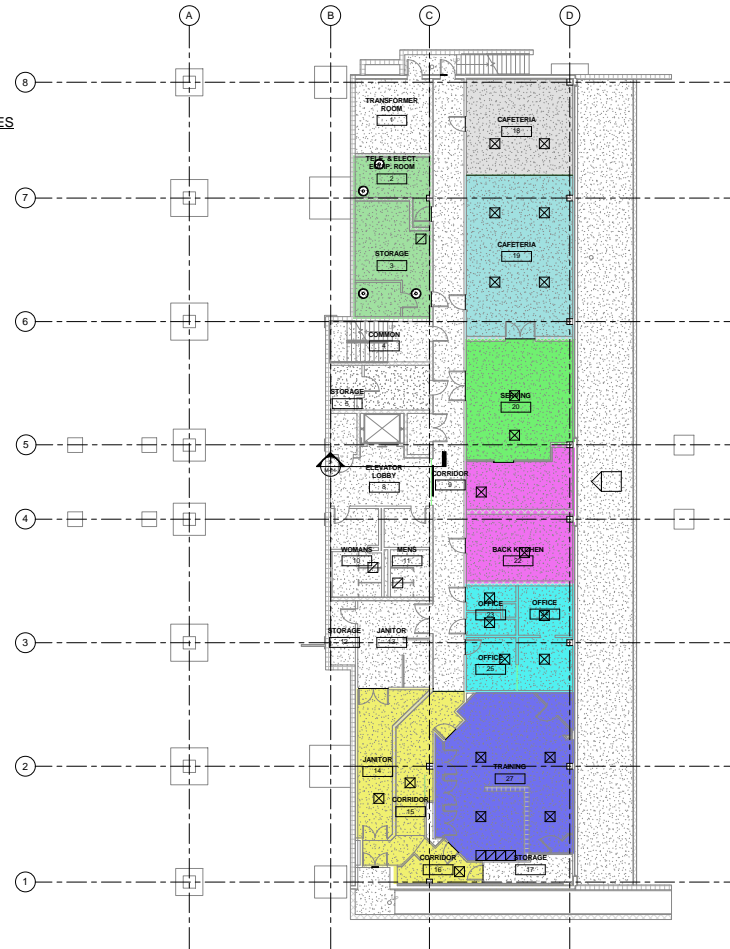 A
B
C
D
8
ES
TRANSFORMER
ROOM
1
CAFETERIA
18
TELE. & ELECT.
EQUIP. ROOM
2
7
CAFETERIA
19
STORAGE
3
6
COMMON
4
STORAGE
5
SERVING
20
5
ELEVATOR
LOBBY
8
CORRIDOR
9
4
WOMANS
10
MENS
11
BACK KITCHEN
22
OFFICE
23
OFFICE
3
STORAGE
12
JANITOR
13
OFFICE
25
2
JANITOR
14
TRAINING
27
CORRIDOR
15
CORRIDOR
16
STORAGE
17
1